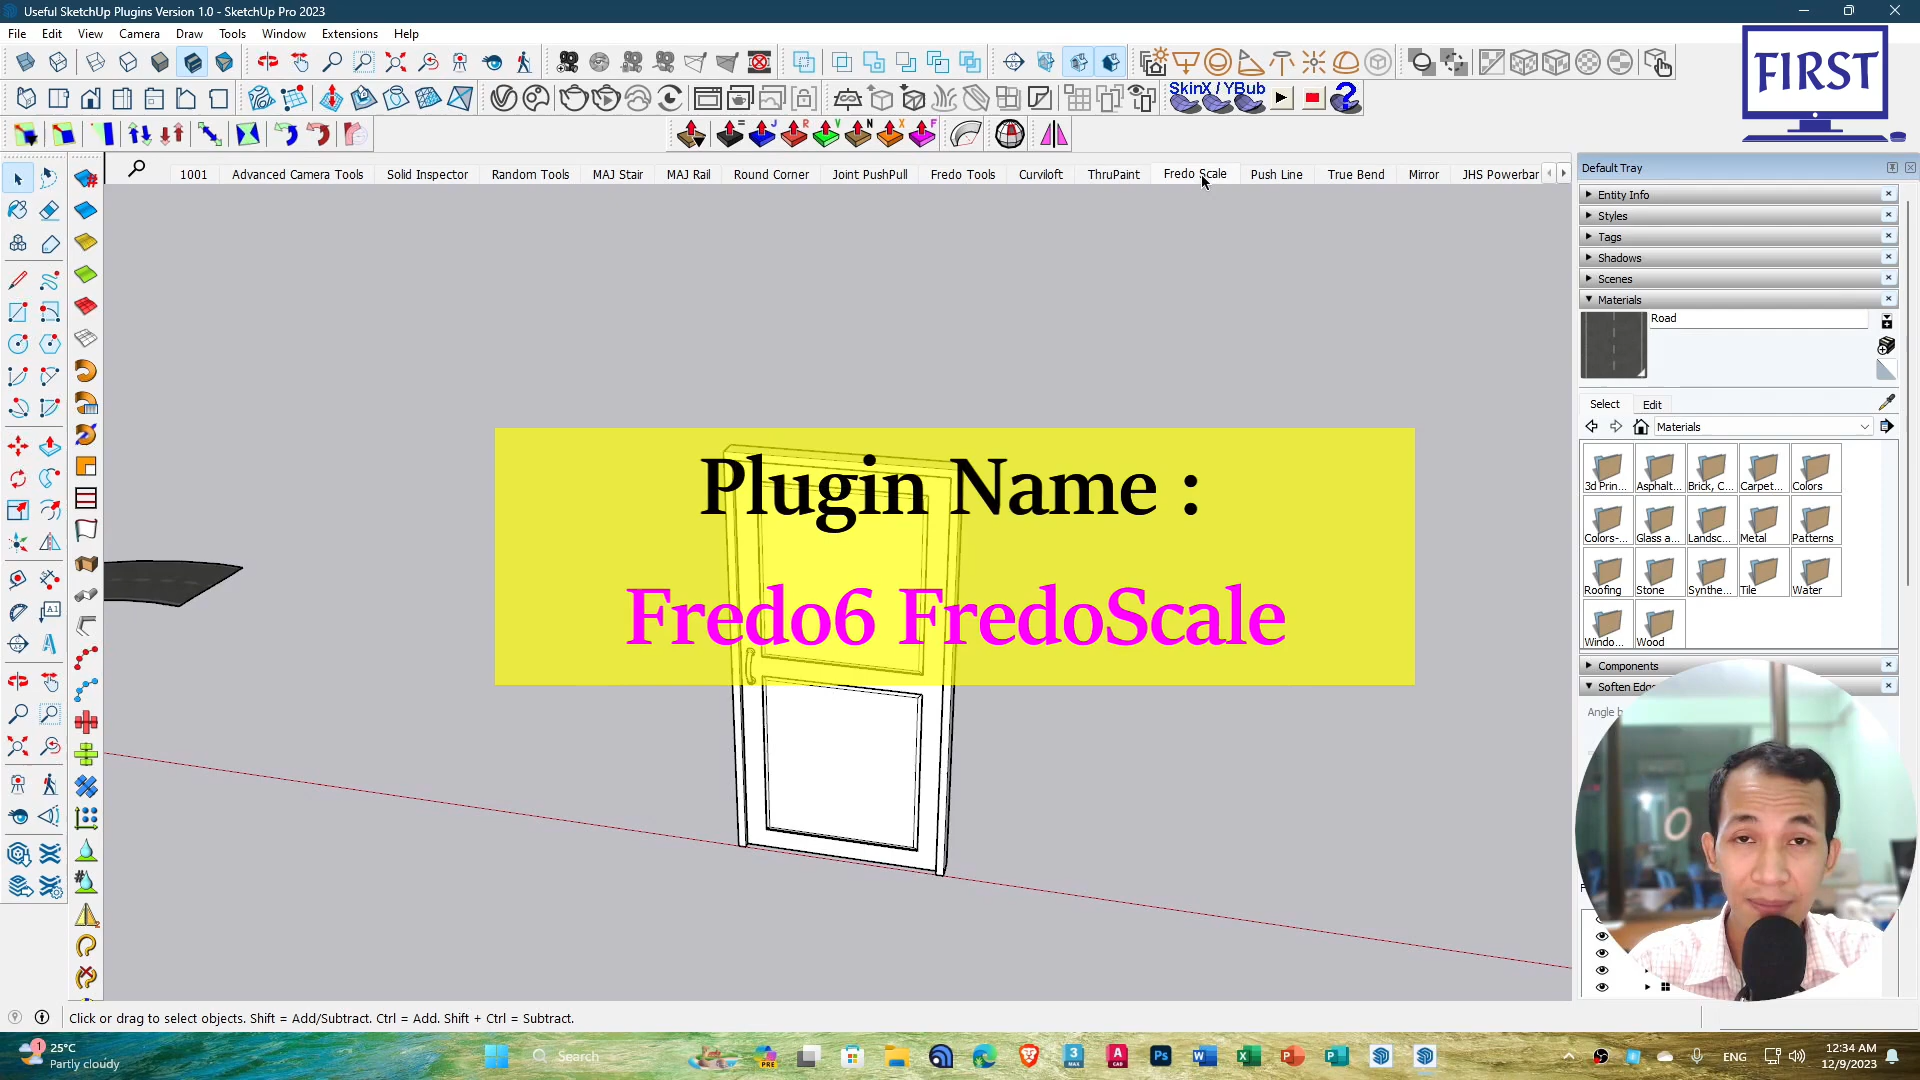 Useful SketchUp Plugins Version 1.0 - SketchUp Pro 2023
File Edit View Camera Draw Tools Window Extensions Help
FIRST
SkinX / YBub
1001 Advanced Camera Tools Solid Inspector Random Tools MAJ Stair MAJ Rail Round Corner Joint PushPull Fredo Tools Curviloft ThruPaint Fredo Scale Push Line True Bend Mirror JHS Powerbar
Default Tray
Entity Info
Styles
Tags
Shadows
Scenes
Materials
Road
Select Edit
Materials
3d Prin... Asphalt... Brick, C... Carpet... Colors
Colors-... Glass a... Landsc... Metal Patterns
Roofing Stone Synthe... Tile Water
Windo... Wood
Components
Soften Edg
Angle b
Plugin Name :
Fredo6 FredoScale
Click or drag to select objects. Shift = Add/Subtract. Ctrl = Add. Shift + Ctrl = Subtract.
1
25°C
Partly cloudy
Search
ENG
12:34 AM
12/9/2023